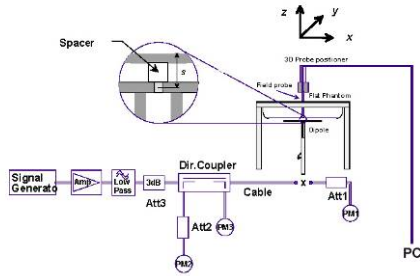 z
y
x
Spacer
s
3D Probe positioner
Field probe
Flat Phantom
Dipole
Signal
Generato
Amp
Low
Pass
3dB
Att3
Dir.Coupler
Cable
x
Att1
PM1
Att2
PM3
PM2
PC